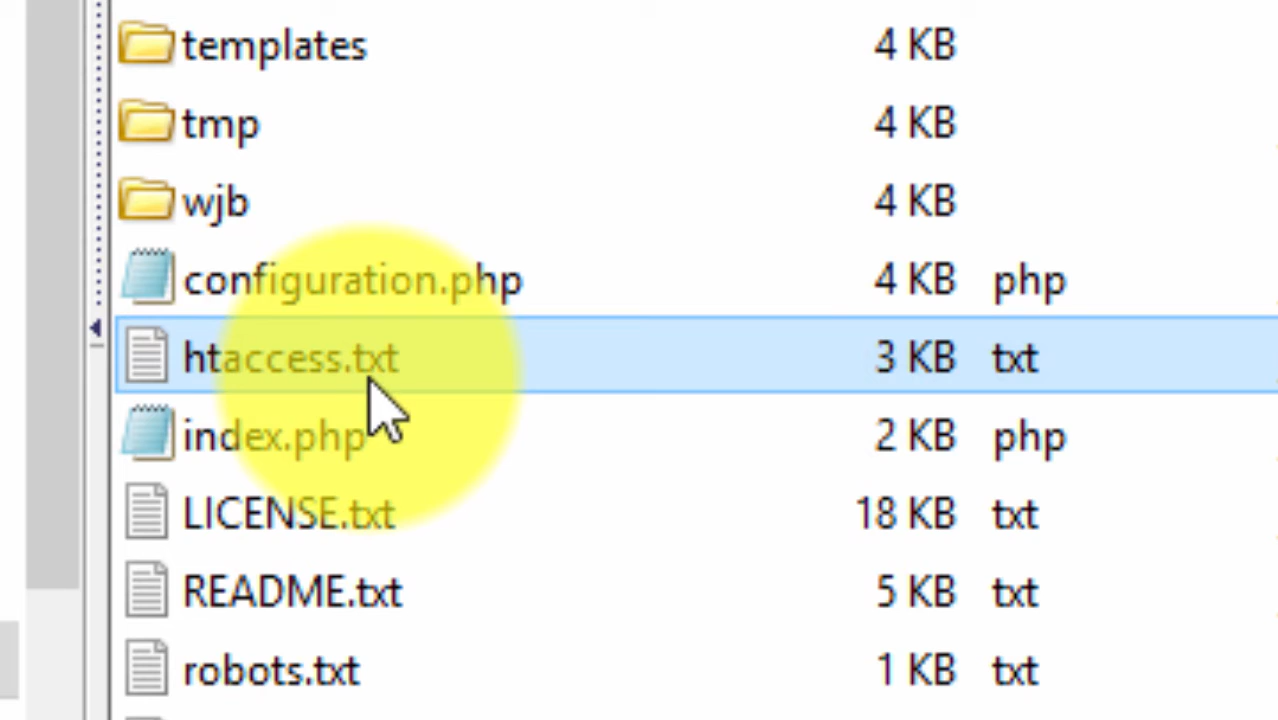 templates 4 KB
tmp 4 KB
wjb 4 KB
configuration.php 4 KB php
htaccess.txt 3 KB txt
index.php 2 KB php
LICENSE.txt 18 KB txt
README.txt 5 KB txt
robots.txt 1 KB txt